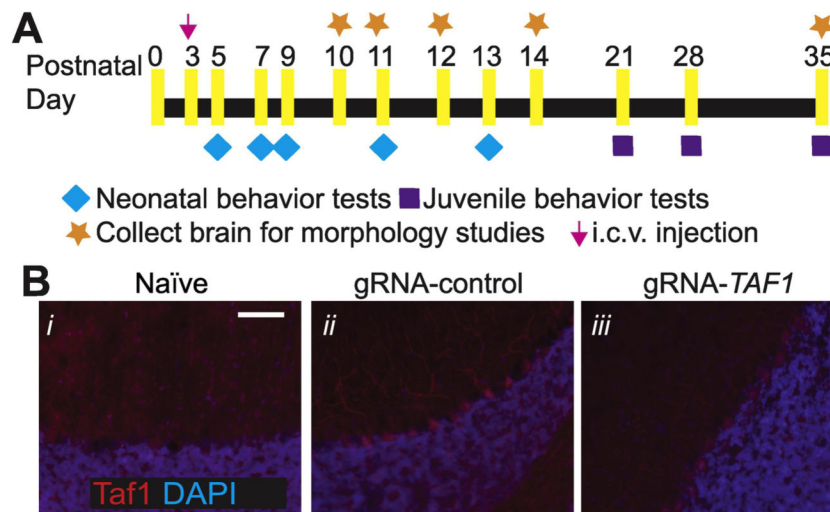 A
Postnatal Day
0 3 5 7 9 10 11 12 13 14 21 28 35
Neonatal behavior tests Juvenile behavior tests
Collect brain for morphology studies i.c.v. injection
B
Naïve gRNA-control gRNA-TAF1
i ii iii
Taf1 DAPI